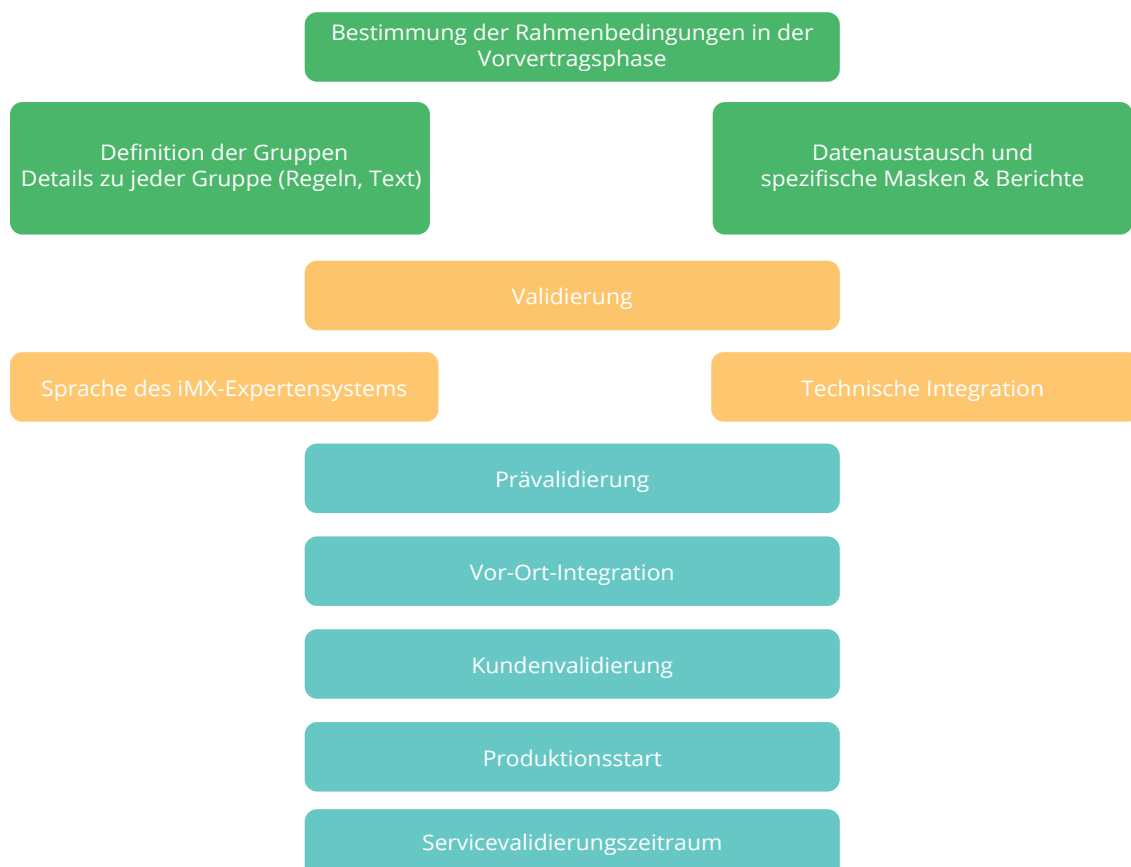 Bestimmung der Rahmenbedingungen in der
Vorvertragsphase
Definition der Gruppen
Details zu jeder Gruppe (Regeln, Text)
Datenaustausch und
spezifische Masken & Berichte
Validierung
Sprache des iMX-Expertensystems
Technische Integration
Prävalidierung
Vor-Ort-Integration
Kundenvalidierung
Produktionsstart
Servicevalidierungszeitraum